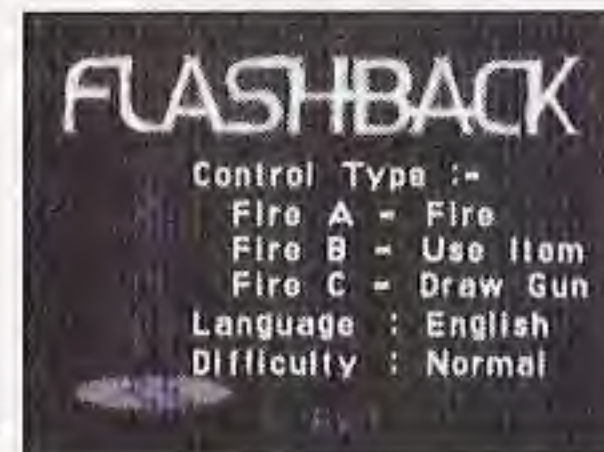 FLASHBACK
Control Type :-
Fire A - Fire
Fire B - Use Item
Fire C - Draw Gun
Language : English
Difficulty : Normal